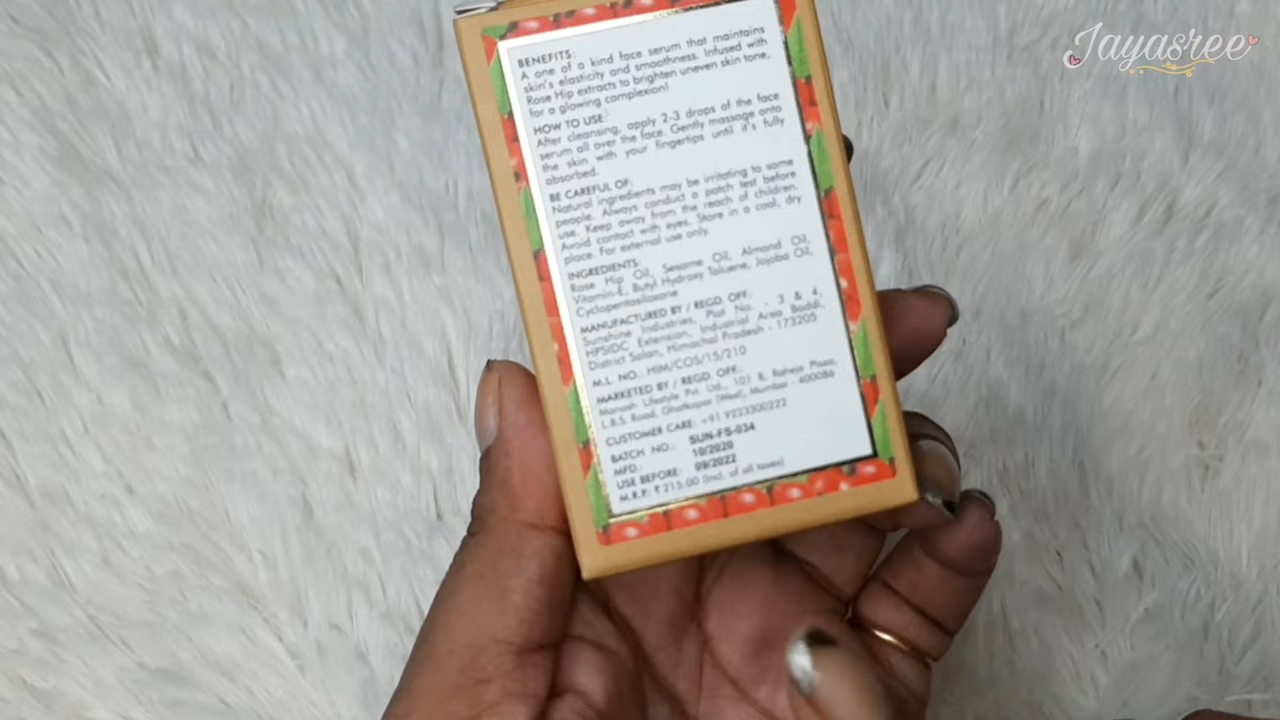 Jayasree
BENEFITS:
A one of a kind face serum that maintains
skin's elasticity and smoothness. Infused with
Rose Hip extracts to brighten uneven skin tone,
for a glowing complexion!
HOW TO USE:
After cleansing, apply 2-3 drops of the face
serum all over the face. Gently massage onto
the skin with your fingertips until it's fully
absorbed.
BE CAREFUL OF:
Natural ingredients may be irritating to some
people. Always conduct a patch test before
use. Keep away from the reach of children.
Avoid contact with eyes. Store in a cool, dry
place. For external use only.
INGREDIENTS:
Rose Hip Oil, Sesame Oil, Almond Oil,
Vitamin-E, Butyl Hydroxy Toluene, Jojoba Oil,
Cyclopentasiloxane
MANUFACTURED BY / REGD. OFF:
Sunshine Industries, Plot No. - 3 & 4,
HPSIDC Extension, Industrial Area Baddi,
District Solan, Himachal Pradesh - 173205
M.L. NO.: HIM/COS/15/210
MARKETED BY / REGD. OFF:
Manash Lifestyle Pvt. Ltd., 101 B, Raheja Plaza,
L.B.S. Road, Ghatkopar (West), Mumbai - 400086
CUSTOMER CARE: +91 9223300222
BATCH NO.: SUN-FS-034
MFD.: 10/2020
USE BEFORE: 09/2022
M.R.P.: ₹ 215.00 (Incl. of all taxes)